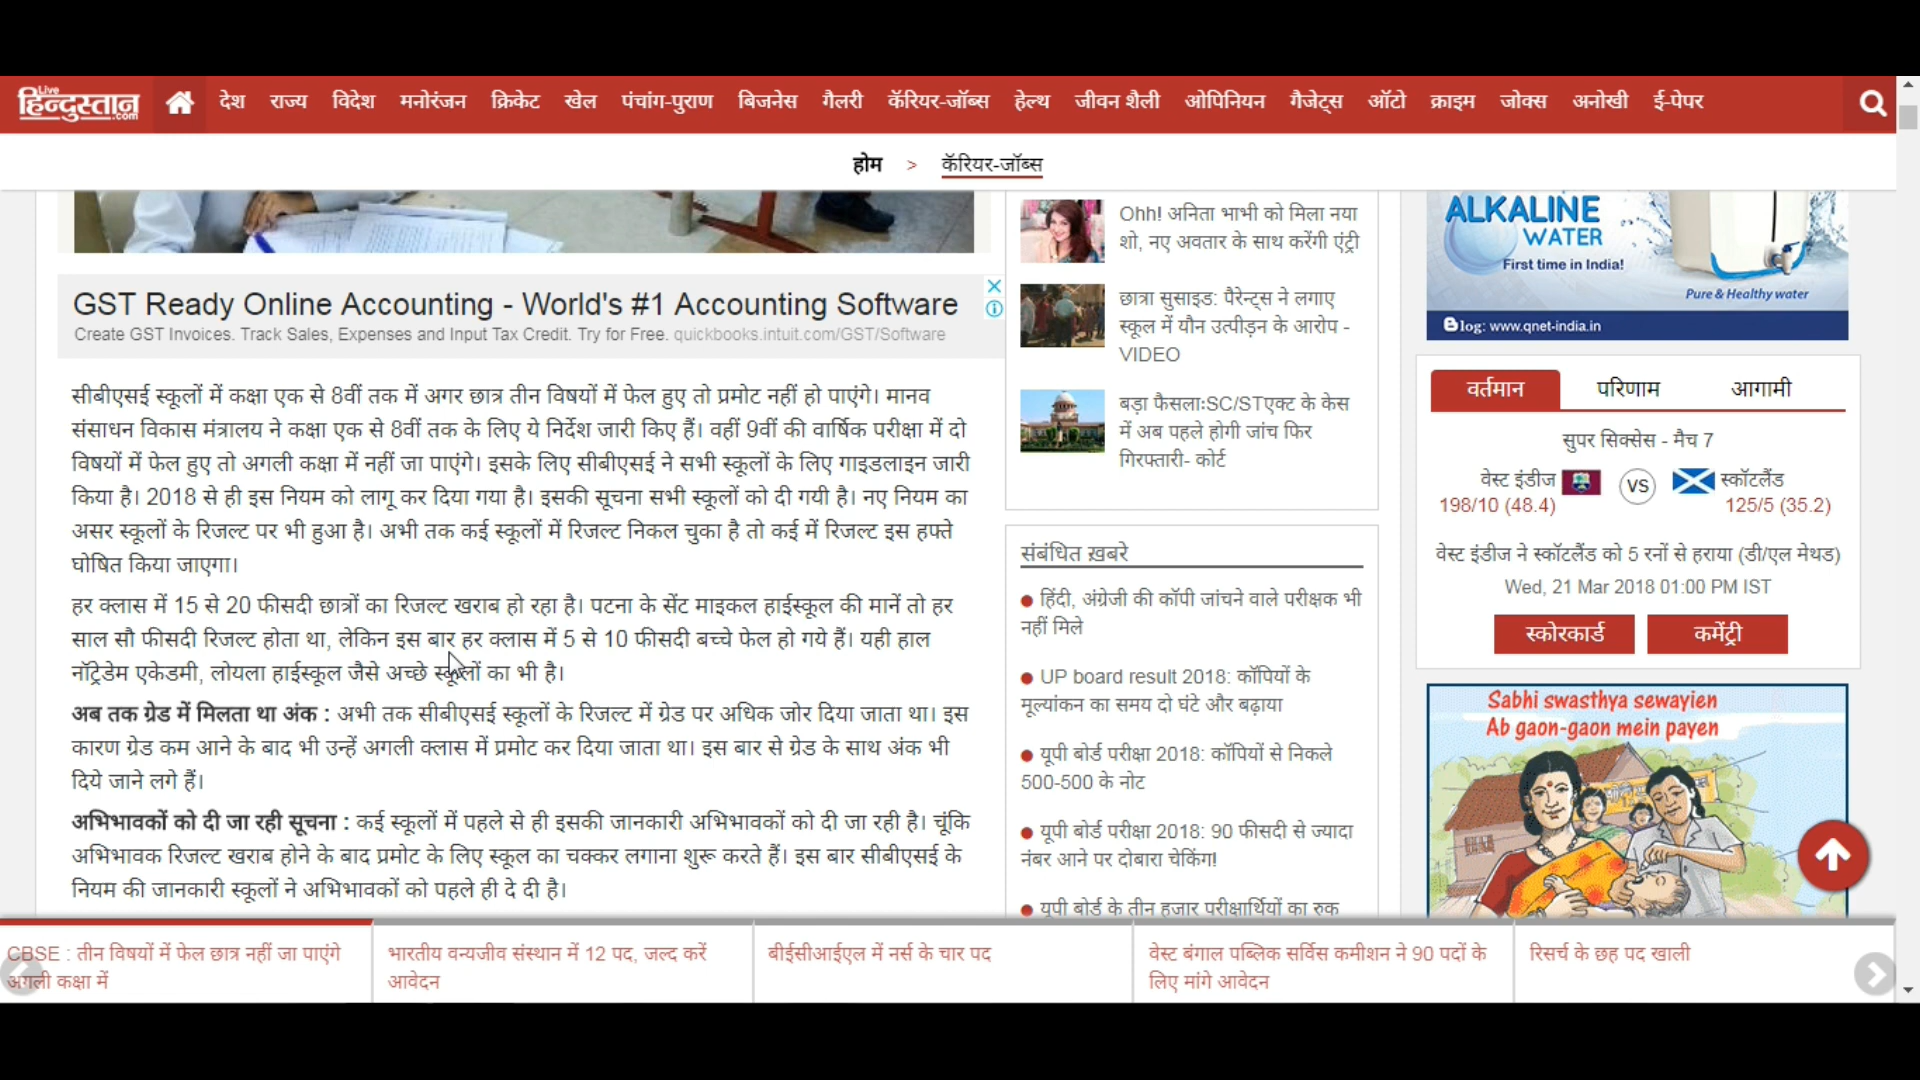 Live
हिन्दुस्तान
.com
देश राज्य विदेश मनोरंजन क्रिकेट खेल पंचांग-पुराण बिजनेस गैलरी कॅरियर-जॉब्स हेल्थ जीवन शैली ओपिनियन गैजेट्स ऑटो क्राइम जोक्स अनोखी ई-पेपर
होम > कॅरियर-जॉब्स
GST Ready Online Accounting - World's #1 Accounting Software
Create GST Invoices. Track Sales, Expenses and Input Tax Credit. Try for Free. quickbooks.intuit.com/GST/Software
सीबीएसई स्कूलों में कक्षा एक से 8वीं तक में अगर छात्र तीन विषयों में फेल हुए तो प्रमोट नहीं हो पाएंगे। मानव
संसाधन विकास मंत्रालय ने कक्षा एक से 8वीं तक के लिए ये निर्देश जारी किए हैं। वहीं 9वीं की वार्षिक परीक्षा में दो
विषयों में फेल हुए तो अगली कक्षा में नहीं जा पाएंगे। इसके लिए सीबीएसई ने सभी स्कूलों के लिए गाइडलाइन जारी
किया है। 2018 से ही इस नियम को लागू कर दिया गया है। इसकी सूचना सभी स्कूलों को दी गयी है। नए नियम का
असर स्कूलों के रिजल्ट पर भी हुआ है। अभी तक कई स्कूलों में रिजल्ट निकल चुका है तो कई में रिजल्ट इस हफ्ते
घोषित किया जाएगा।
हर क्लास में 15 से 20 फीसदी छात्रों का रिजल्ट खराब हो रहा है। पटना के सेंट माइकल हाईस्कूल की मानें तो हर
साल सौ फीसदी रिजल्ट होता था, लेकिन इस बार हर क्लास में 5 से 10 फीसदी बच्चे फेल हो गये हैं। यही हाल
नॉट्रेडेम एकेडमी, लोयला हाईस्कूल जैसे अच्छे स्कूलों का भी है।
अब तक ग्रेड में मिलता था अंक : अभी तक सीबीएसई स्कूलों के रिजल्ट में ग्रेड पर अधिक जोर दिया जाता था। इस
कारण ग्रेड कम आने के बाद भी उन्हें अगली क्लास में प्रमोट कर दिया जाता था। इस बार से ग्रेड के साथ अंक भी
दिये जाने लगे हैं।
अभिभावकों को दी जा रही सूचना : कई स्कूलों में पहले से ही इसकी जानकारी अभिभावकों को दी जा रही है। चूंकि
अभिभावक रिजल्ट खराब होने के बाद प्रमोट के लिए स्कूल का चक्कर लगाना शुरू करते हैं। इस बार सीबीएसई के
नियम की जानकारी स्कूलों ने अभिभावकों को पहले ही दे दी है।
Ohh! अनिता भाभी को मिला नया
शो, नए अवतार के साथ करेंगी एंट्री
छात्रा सुसाइड: पैरेन्ट्स ने लगाए
स्कूल में यौन उत्पीड़न के आरोप -
VIDEO
बड़ा फैसलाःSC/STएक्ट के केस
में अब पहले होगी जांच फिर
गिरफ्तारी- कोर्ट
संबंधित ख़बरे
हिंदी, अंग्रेजी की कॉपी जांचने वाले परीक्षक भी
नहीं मिले
UP board result 2018: कॉपियों के
मूल्यांकन का समय दो घंटे और बढ़ाया
यूपी बोर्ड परीक्षा 2018: कॉपियों से निकले
500-500 के नोट
यूपी बोर्ड परीक्षा 2018: 90 फीसदी से ज्यादा
नंबर आने पर दोबारा चेकिंग!
यूपी बोर्ड के तीन हजार परीक्षार्थियों का रुक
ALKALINE
WATER
First time in India!
Pure & Healthy water
Blog: www.qnet-india.in
वर्तमान परिणाम आगामी
सुपर सिक्सेस - मैच 7
वेस्ट इंडीज VS स्कॉटलैंड
198/10 (48.4) 125/5 (35.2)
वेस्ट इंडीज ने स्कॉटलैंड को 5 रनों से हराया (डी/एल मेथड)
Wed, 21 Mar 2018 01:00 PM IST
स्कोरकार्ड कमेंट्री
Sabhi swasthya sewayien
Ab gaon-gaon mein payen
CBSE : तीन विषयों में फेल छात्र नहीं जा पाएंगे
अगली कक्षा में
भारतीय वन्यजीव संस्थान में 12 पद, जल्द करें
आवेदन
बीईसीआईएल में नर्स के चार पद
वेस्ट बंगाल पब्लिक सर्विस कमीशन ने 90 पदों के
लिए मांगे आवेदन
रिसर्च के छह पद खाली